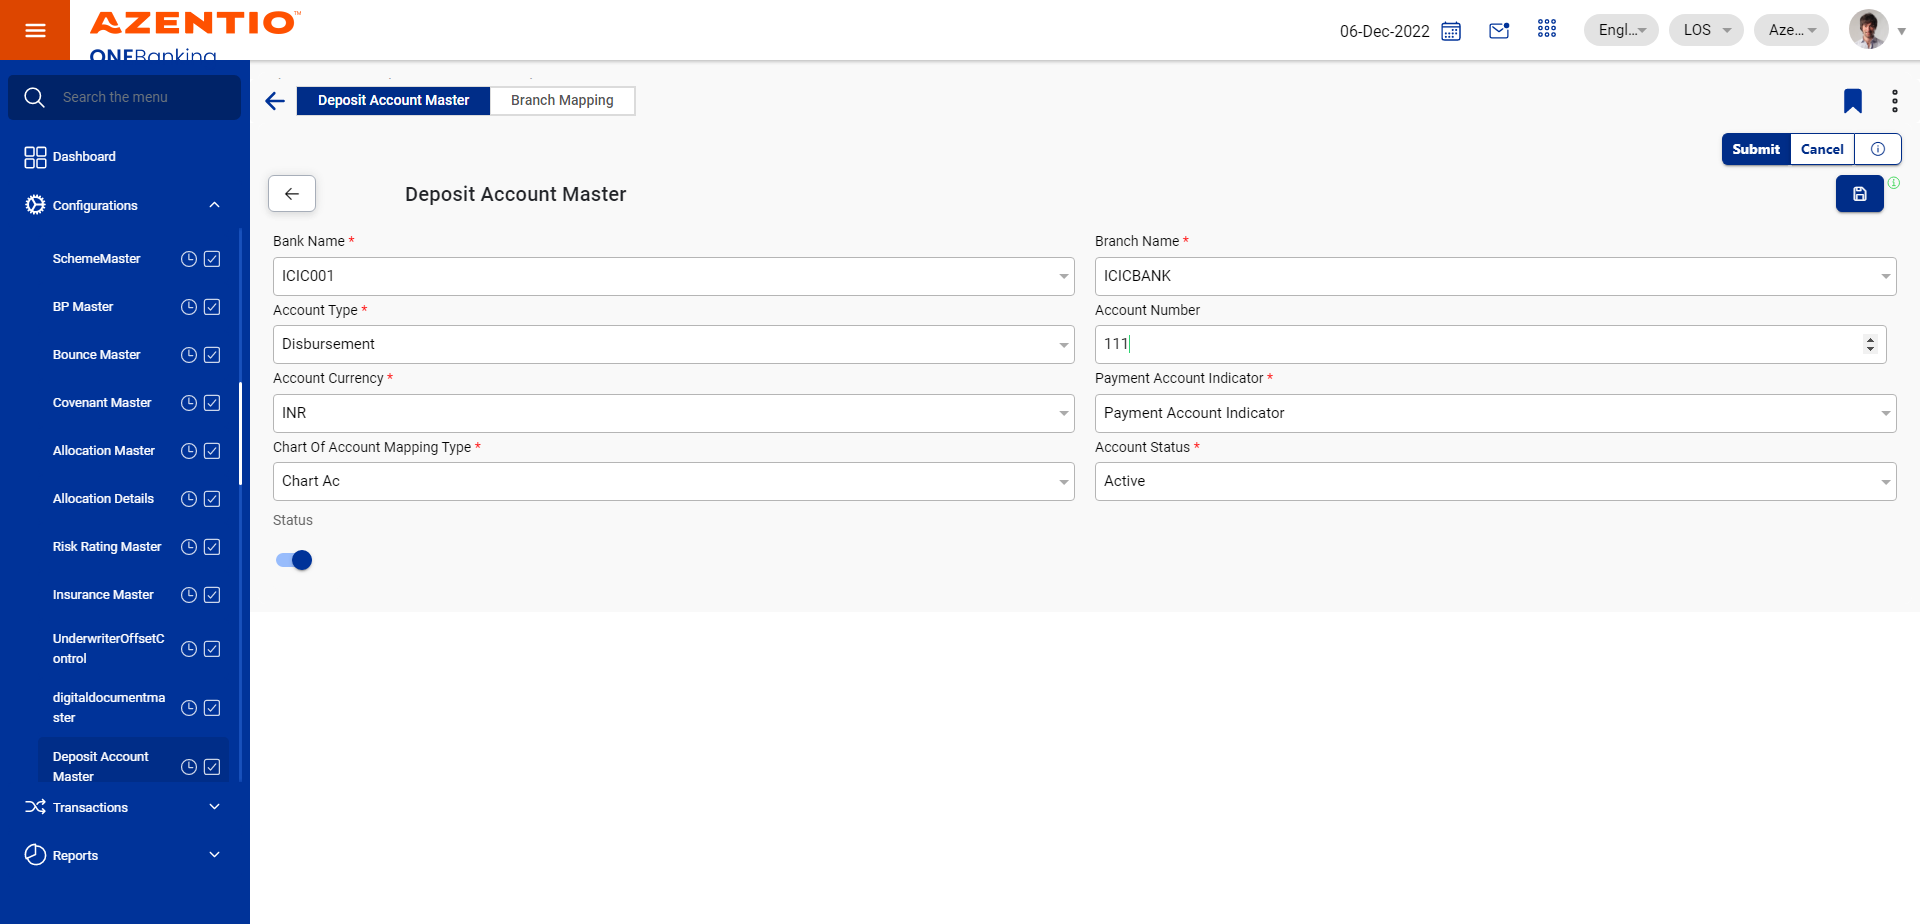 AZENTIO™
ONEBanking
06-Dec-2022
Engl...
LOS
Aze...
Search the menu
Dashboard
Configurations
SchemeMaster
BP Master
Bounce Master
Covenant Master
Allocation Master
Allocation Details
Risk Rating Master
Insurance Master
UnderwriterOffsetC
ontrol
digitaldocumentma
ster
Deposit Account
Master
Transactions
Reports
Deposit Account Master
Branch Mapping
Submit
Cancel
Deposit Account Master
Bank Name *
ICIC001
Branch Name *
ICICBANK
Account Type *
Disbursement
Account Number
111
Account Currency *
INR
Payment Account Indicator *
Payment Account Indicator
Chart Of Account Mapping Type *
Chart Ac
Account Status *
Active
Status